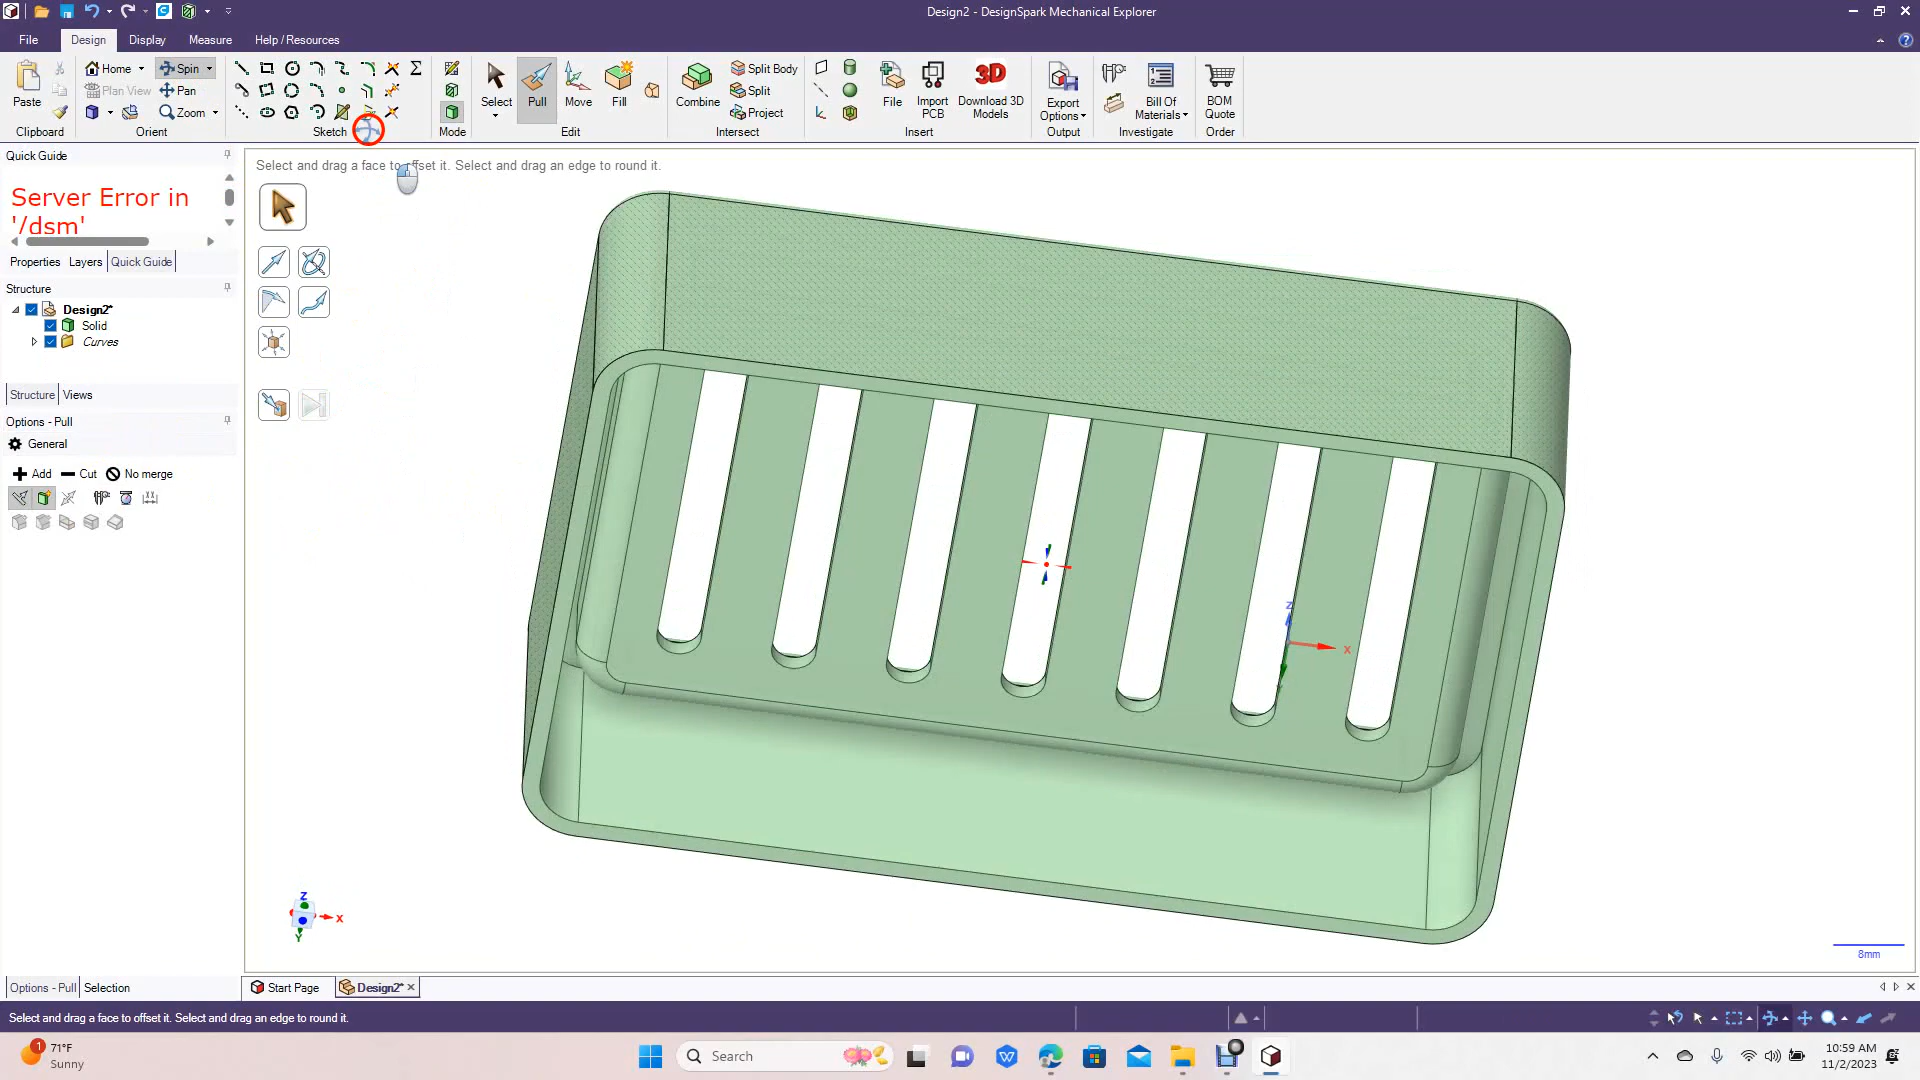 Design2 - DesignSpark Mechanical Explorer
File Design Display Measure Help / Resources
Paste
Clipboard
Home Spin
Plan View Pan
Zoom
Orient
Sketch
Mode
Select Pull Move Fill
Edit
Combine
Split Body
Split
Project
Intersect
3D
File Import PCB Download 3D Models
Insert
Export Options
Output
Bill Of Materials
Investigate
BOM Quote
Order
Quick Guide
Server Error in
'/dsm'
Properties Layers Quick Guide
Structure
Design2*
Solid
Curves
Structure Views
Options - Pull
General
Add Cut No merge
Select and drag a face to offset it. Select and drag an edge to round it.
Z
X
Z
X
Y
8mm
Options - Pull Selection
Start Page Design2*
Select and drag a face to offset it. Select and drag an edge to round it.
1
71°F
Sunny
Search
10:59 AM
11/2/2023